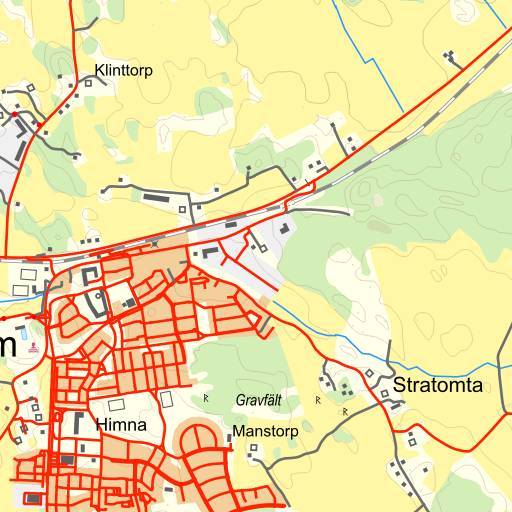 Klinttorp
m
Stratomta
Gravfält
R
R
R
Himna
Manstorp